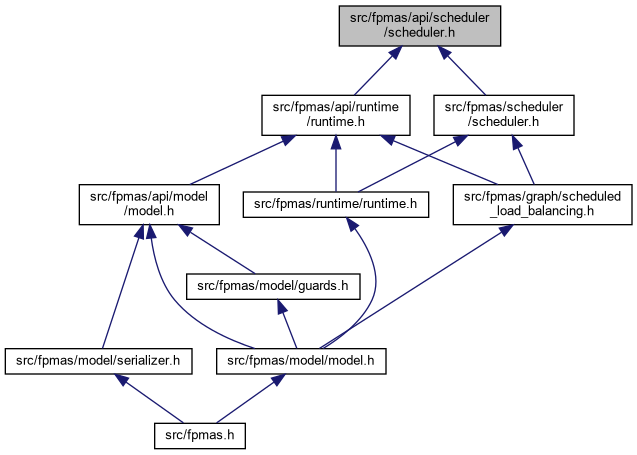 src/fpmas/api/scheduler
/scheduler.h
src/fpmas/api/runtime
/runtime.h
src/fpmas/scheduler
/scheduler.h
src/fpmas/api/model
/model.h
src/fpmas/runtime/runtime.h
src/fpmas/graph/scheduled
_load_balancing.h
src/fpmas/model/guards.h
src/fpmas/model/serializer.h
src/fpmas/model/model.h
src/fpmas.h